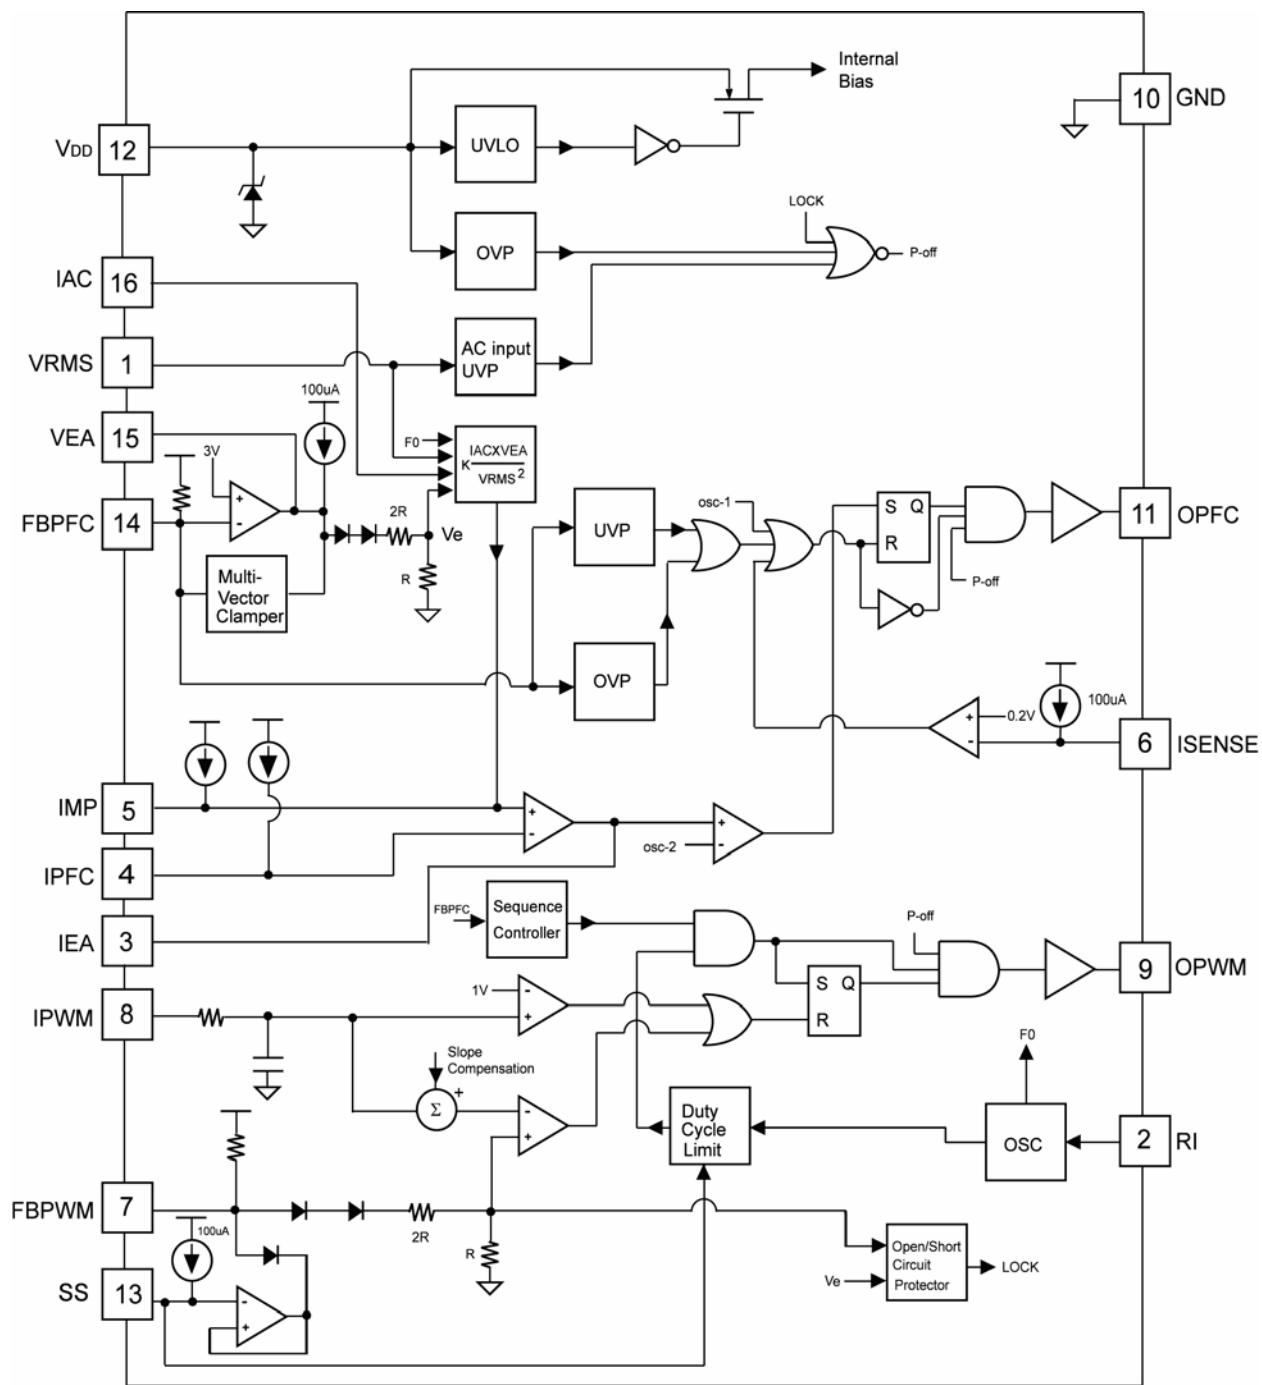 Internal
Bias
10
GND
VDD
12
UVLO
LOCK
OVP
P-off
IAC
16
VRMS
1
AC input
UVP
100uA
VEA
15
3V
F0
K IACXVEA
VRMS 2
FBPFC
14
+
-
2R
Ve
R
Multi-
Vector
Clamper
UVP
osc-1
S Q
R
11
OPFC
P-off
OVP
100uA
+
0.2V
-
6
ISENSE
IMP
5
+
-
+
-
osc-2
IPFC
4
FBPFC
Sequence
Controller
IEA
3
P-off
9
OPWM
1V
-
+
S Q
R
IPWM
8
Slope
Compensation
+
Σ
-
+
F0
Duty
Cycle
Limit
OSC
2
RI
FBPWM
7
100uA
2R
R
Open/Short
Circuit
Protector
LOCK
Ve
SS
13
-
+